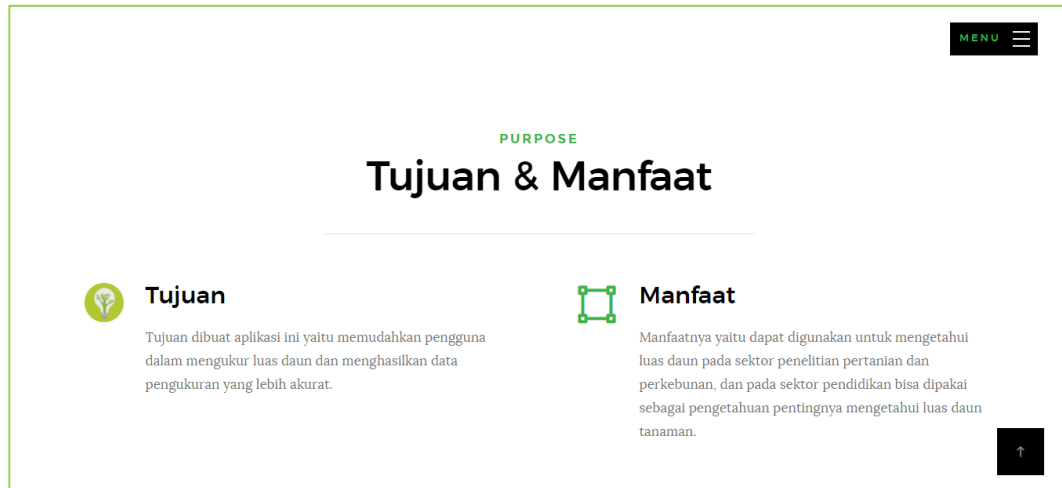 MENU
PURPOSE
Tujuan & Manfaat
Tujuan
Tujuan dibuat aplikasi ini yaitu memudahkan pengguna
dalam mengukur luas daun dan menghasilkan data
pengukuran yang lebih akurat.
Manfaat
Manfaatnya yaitu dapat digunakan untuk mengetahui
luas daun pada sektor penelitian pertanian dan
perkebunan, dan pada sektor pendidikan bisa dipakai
sebagai pengetahuan pentingnya mengetahui luas daun
tanaman.